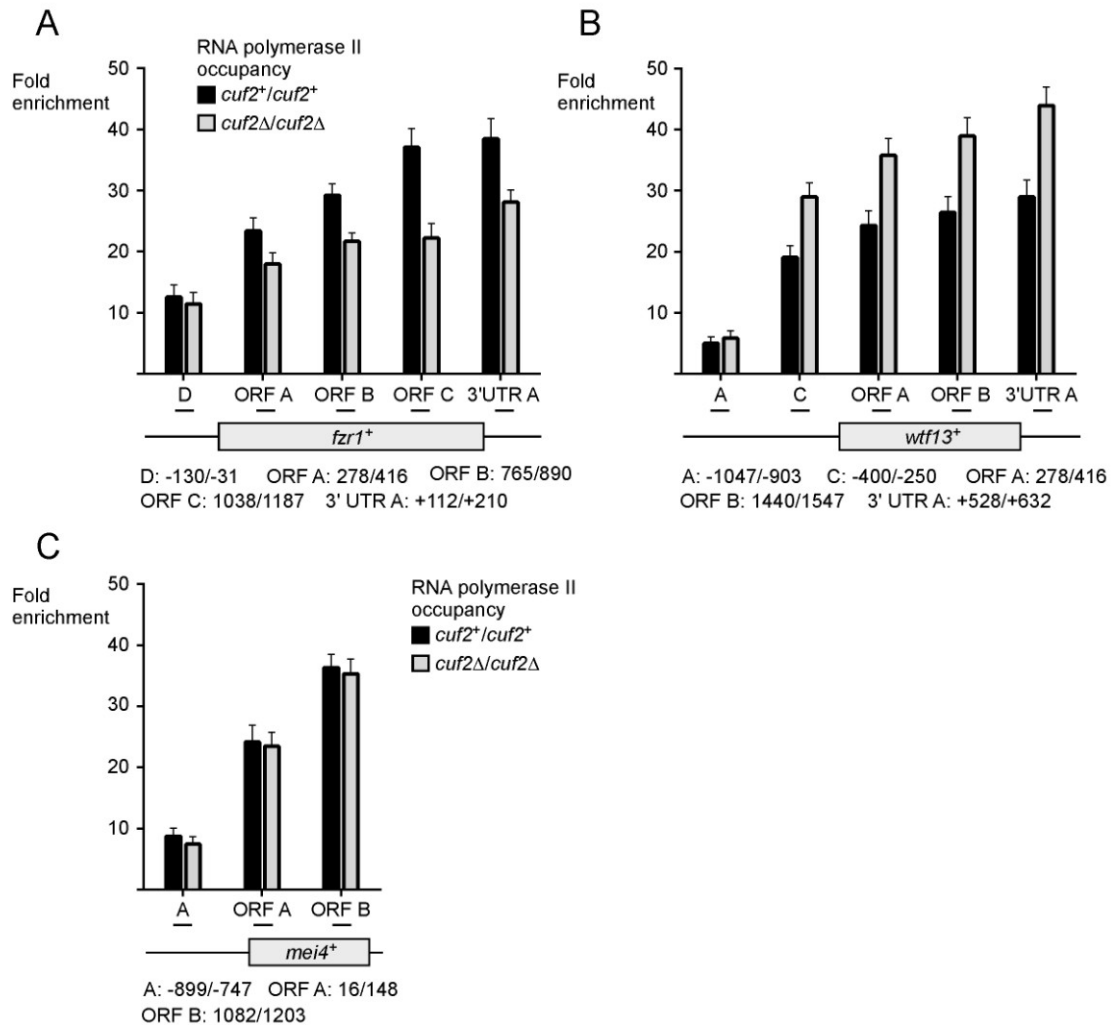 A
RNA polymerase II
occupancy
Fold
enrichment
cuf2+/cuf2+
cuf2Δ/cuf2Δ
50
40
30
20
10
D ORF A ORF B ORF C 3'UTR A
fzr1+
D: -130/-31 ORF A: 278/416 ORF B: 765/890
ORF C: 1038/1187 3' UTR A: +112/+210
B
Fold
enrichment
50
40
30
20
10
A C ORF A ORF B 3'UTR A
wtf13+
A: -1047/-903 C: -400/-250 ORF A: 278/416
ORF B: 1440/1547 3' UTR A: +528/+632
C
Fold
enrichment
50
40
30
20
10
RNA polymerase II
occupancy
cuf2+/cuf2+
cuf2Δ/cuf2Δ
A ORF A ORF B
mei4+
A: -899/-747 ORF A: 16/148
ORF B: 1082/1203